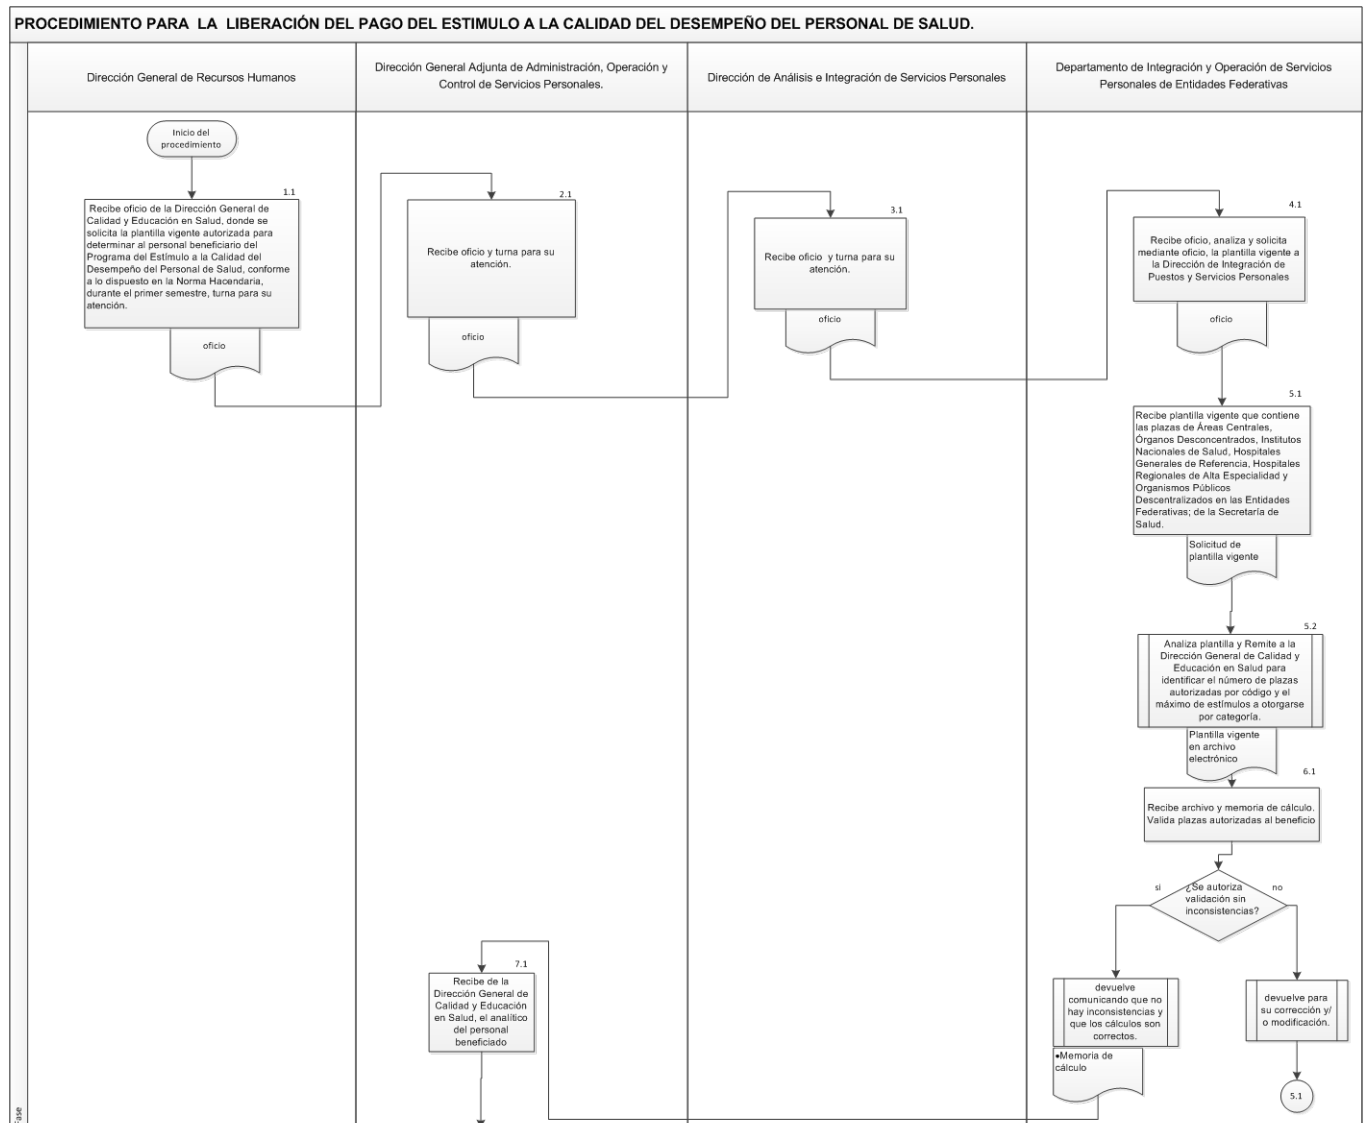 PROCEDIMIENTO PARA LA LIBERACIÓN DEL PAGO DEL ESTIMULO A LA CALIDAD DEL DESEMPEÑO DEL PERSONAL DE SALUD.
Dirección General de Recursos Humanos
Dirección General Adjunta de Administración, Operación y
Control de Servicios Personales.
Dirección de Análisis e Integración de Servicios Personales
Departamento de Integración y Operación de Servicios
Personales de Entidades Federativas
Inicio del
procedimiento
1.1
Recibe oficio de la Dirección General de
Calidad y Educación en Salud, donde se
solicita la plantilla vigente autorizada para
determinar al personal beneficiario del
Programa del Estímulo a la Calidad del
Desempeño del Personal de Salud, conforme
a lo dispuesto en la Norma Hacendaria,
durante el primer semestre, turna para su
atención.
oficio
2.1
Recibe oficio y turna para su
atención.
oficio
3.1
Recibe oficio y turna para su
atención.
oficio
4.1
Recibe oficio, analiza y solicita
mediante oficio, la plantilla vigente a
la Dirección de Integración de
Puestos y Servicios Personales
oficio
5.1
Recibe plantilla vigente que contiene
las plazas de Áreas Centrales,
Órganos Desconcentrados, Institutos
Nacionales de Salud, Hospitales
Generales de Referencia, Hospitales
Regionales de Alta Especialidad y
Organismos Públicos
Descentralizados en las Entidades
Federativas; de la Secretaría de
Salud.
Solicitud de
plantilla vigente
5.2
Analiza plantilla y Remite a la
Dirección General de Calidad y
Educación en Salud para
identificar el número de plazas
autorizadas por código y el
máximo de estímulos a otorgarse
por categoría.
Plantilla vigente
en archivo
electrónico
6.1
Recibe archivo y memoria de cálculo.
Valida plazas autorizadas al beneficio
si
¿Se autoriza
validación sin
inconsistencias?
no
7.1
Recibe de la
Dirección General de
Calidad y Educación
en Salud, el analítico
del personal
beneficiado
devuelve
comunicando que no
hay inconsistencias y
que los cálculos son
correctos.
•Memoria de
cálculo
devuelve para
su corrección y/
o modificación.
5.1
Fase